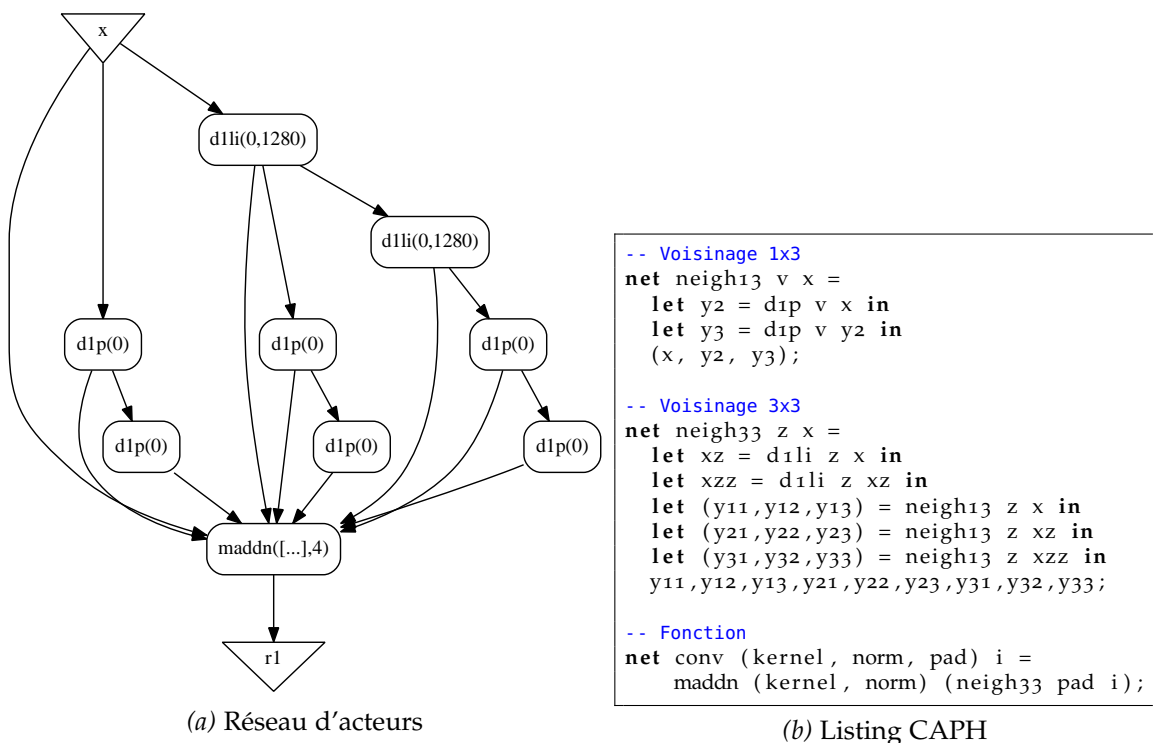 x
d1li(0,1280)
d1li(0,1280)
d1p(0)
d1p(0)
d1p(0)
d1p(0)
d1p(0)
d1p(0)
maddn([...],4)
r1
(a) Réseau d'acteurs
-- Voisinage 1x3
net neigh13 v x =
let y2 = d1p v x in
let y3 = d1p v y2 in
(x, y2, y3);
-- Voisinage 3x3
net neigh33 z x =
let xz = d1li z x in
let xzz = d1li z xz in
let (y11,y12,y13) = neigh13 z x in
let (y21,y22,y23) = neigh13 z xz in
let (y31,y32,y33) = neigh13 z xzz in
y11,y12,y13,y21,y22,y23,y31,y32,y33;
-- Fonction
net conv (kernel, norm, pad) i =
maddn (kernel, norm) (neigh33 pad i);
(b) Listing CAPH